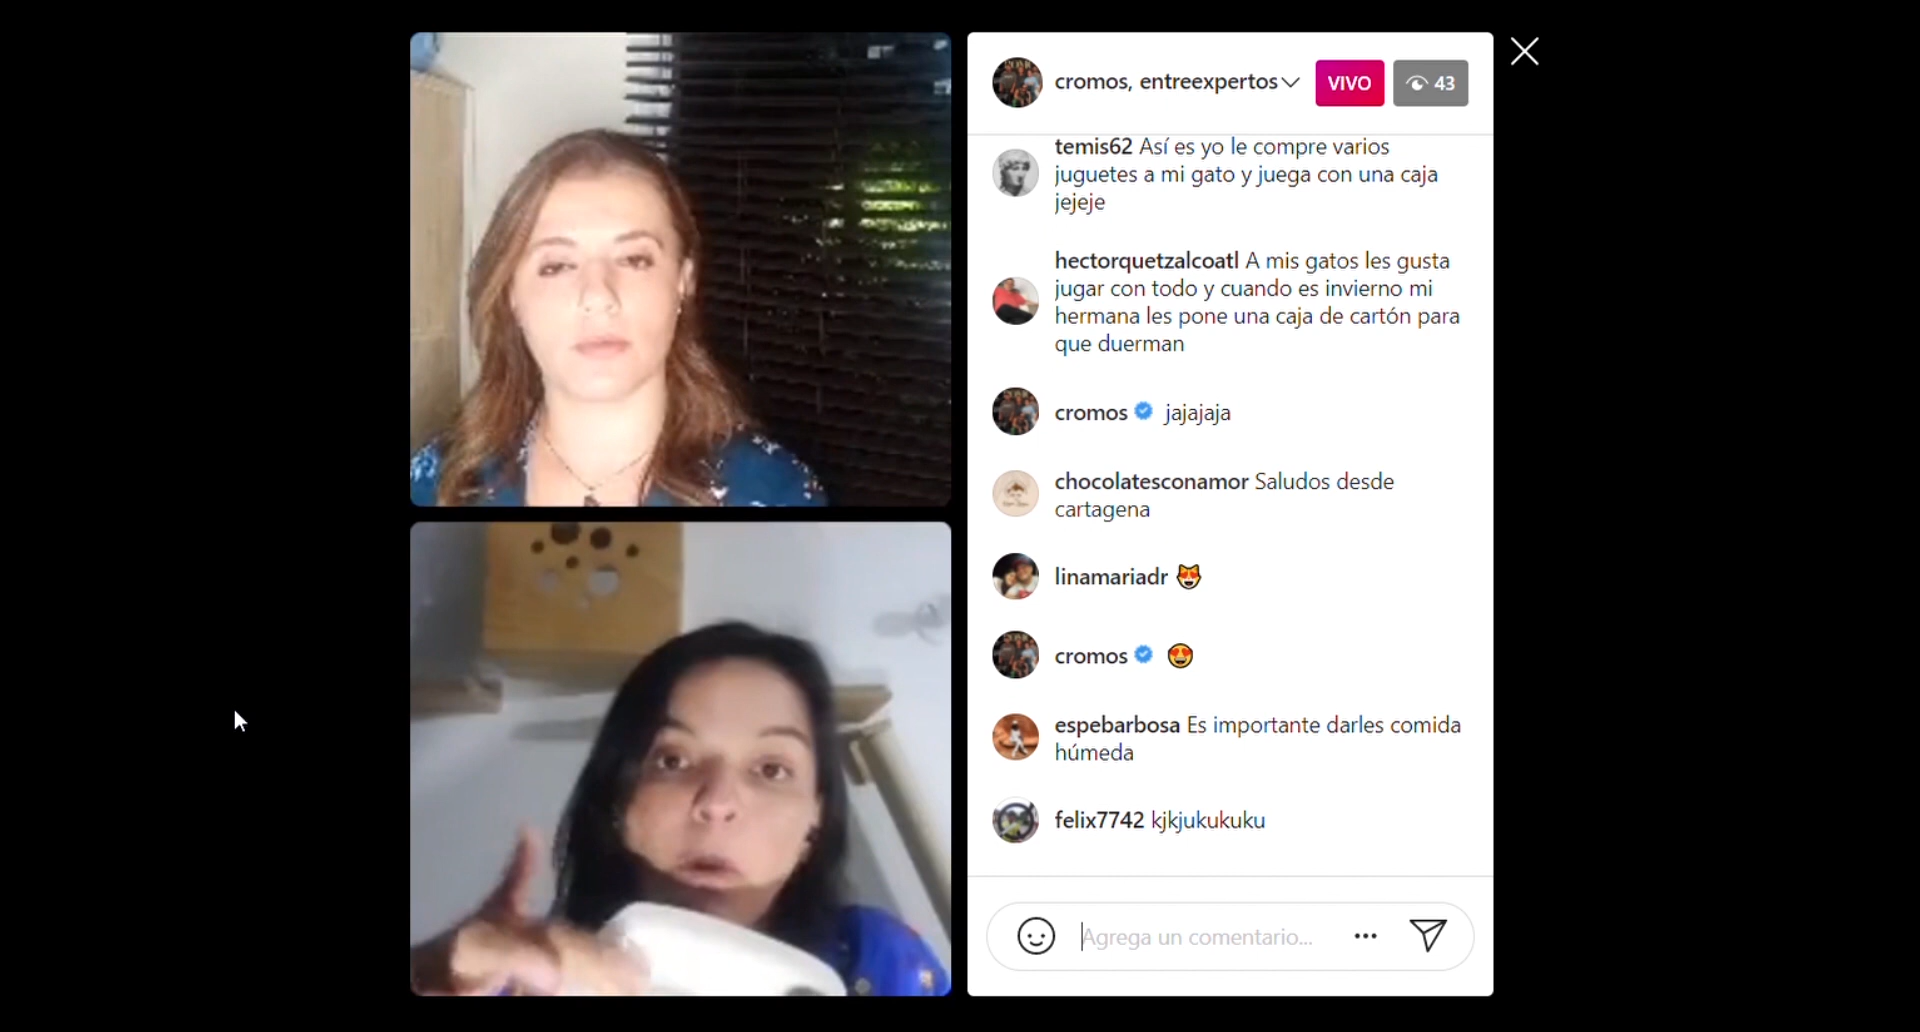 cromos, entreexpertos
VIVO
43
temis62 Así es yo le compre varios
juguetes a mi gato y juega con una caja
jejeje
hectorquetzalcoatl A mis gatos les gusta
jugar con todo y cuando es invierno mi
hermana les pone una caja de cartón para
que duerman
cromos jajajaja
chocolatesconamor Saludos desde
cartagena
linamariadr 😻
cromos 😍
espebarbosa Es importante darles comida
húmeda
felix7742 kjkjukukuku
Agrega un comentario...